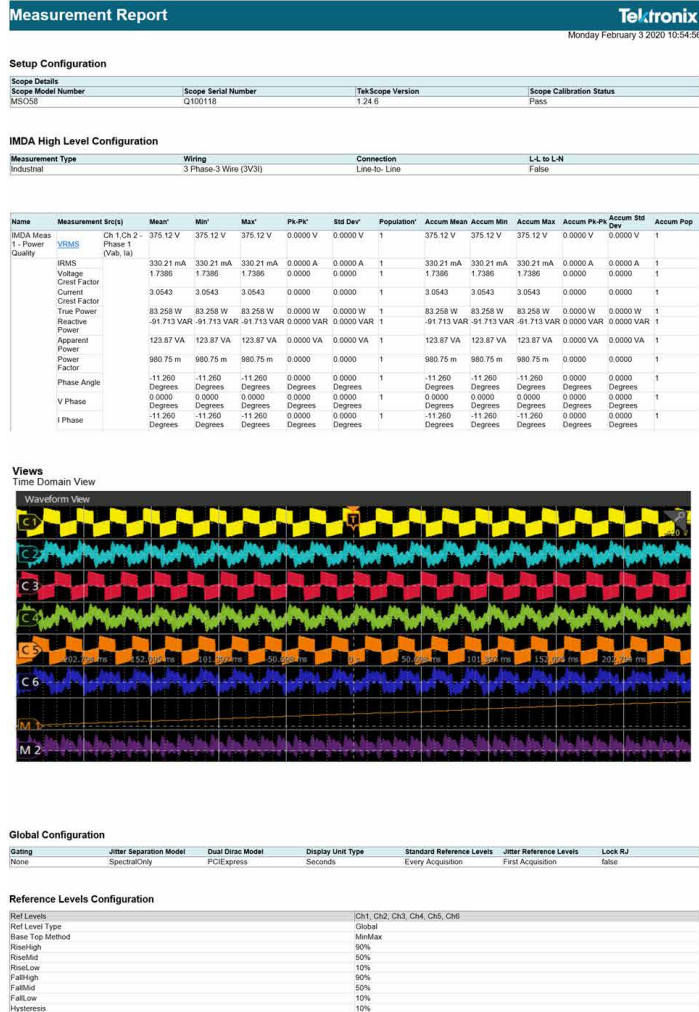 Measurement Report
Tektronix
Monday February 3 2020 10:54:56
Setup Configuration
Scope Details
Scope Model Number Scope Serial Number TekScope Version Scope Calibration Status
MSO58 Q100118 1.24.6 Pass
IMDA High Level Configuration
Measurement Type Wiring Connection L-L to L-N
Industrial 3 Phase-3 Wire (3V3I) Line-to- Line False
Name Measurement Src(s) Mean' Min' Max' Pk-Pk' Std Dev' Population' Accum Mean Accum Min Accum Max Accum Pk-Pk Accum Std Dev Accum Pop
IMDA Meas 1 - Power Quality VRMS Ch 1,Ch 2 - Phase 1 (Vab, Ia) 375.12 V 375.12 V 375.12 V 0.0000 V 0.0000 V 1 375.12 V 375.12 V 375.12 V 0.0000 V 0.0000 V 1
IRMS 330.21 mA 330.21 mA 330.21 mA 0.0000 A 0.0000 A 1 330.21 mA 330.21 mA 330.21 mA 0.0000 A 0.0000 A 1
Voltage Crest Factor 1.7386 1.7386 1.7386 0.0000 0.0000 1 1.7386 1.7386 1.7386 0.0000 0.0000 1
Current Crest Factor 3.0543 3.0543 3.0543 0.0000 0.0000 1 3.0543 3.0543 3.0543 0.0000 0.0000 1
True Power 83.258 W 83.258 W 83.258 W 0.0000 W 0.0000 W 1 83.258 W 83.258 W 83.258 W 0.0000 W 0.0000 W 1
Reactive Power -91.713 VAR -91.713 VAR -91.713 VAR 0.0000 VAR 0.0000 VAR 1 -91.713 VAR -91.713 VAR -91.713 VAR 0.0000 VAR 0.0000 VAR 1
Apparent Power 123.87 VA 123.87 VA 123.87 VA 0.0000 VA 0.0000 VA 1 123.87 VA 123.87 VA 123.87 VA 0.0000 VA 0.0000 VA 1
Power Factor 980.75 m 980.75 m 980.75 m 0.0000 0.0000 1 980.75 m 980.75 m 980.75 m 0.0000 0.0000 1
Phase Angle -11.260 Degrees -11.260 Degrees -11.260 Degrees 0.0000 Degrees 0.0000 Degrees 1 -11.260 Degrees -11.260 Degrees -11.260 Degrees 0.0000 Degrees 0.0000 Degrees 1
V Phase 0.0000 Degrees 0.0000 Degrees 0.0000 Degrees 0.0000 Degrees 0.0000 Degrees 1 0.0000 Degrees 0.0000 Degrees 0.0000 Degrees 0.0000 Degrees 0.0000 Degrees 1
I Phase -11.260 Degrees -11.260 Degrees -11.260 Degrees 0.0000 Degrees 0.0000 Degrees 1 -11.260 Degrees -11.260 Degrees -11.260 Degrees 0.0000 Degrees 0.0000 Degrees 1
Views
Time Domain View
Waveform View
C 1
T
C 2
C 3
C 4
C 5
C 6
M 1
M 2
Global Configuration
Gating Jitter Separation Model Dual Dirac Model Display Unit Type Standard Reference Levels Jitter Reference Levels Lock RJ
None SpectralOnly PCIExpress Seconds Every Acquisition First Acquisition false
Reference Levels Configuration
Ref Levels Ch1, Ch2, Ch3, Ch4, Ch5, Ch6
Ref Level Type Global
Base Top Method MinMax
RiseHigh 90%
RiseMid 50%
RiseLow 10%
FallHigh 90%
FallMid 50%
FallLow 10%
Hysteresis 10%